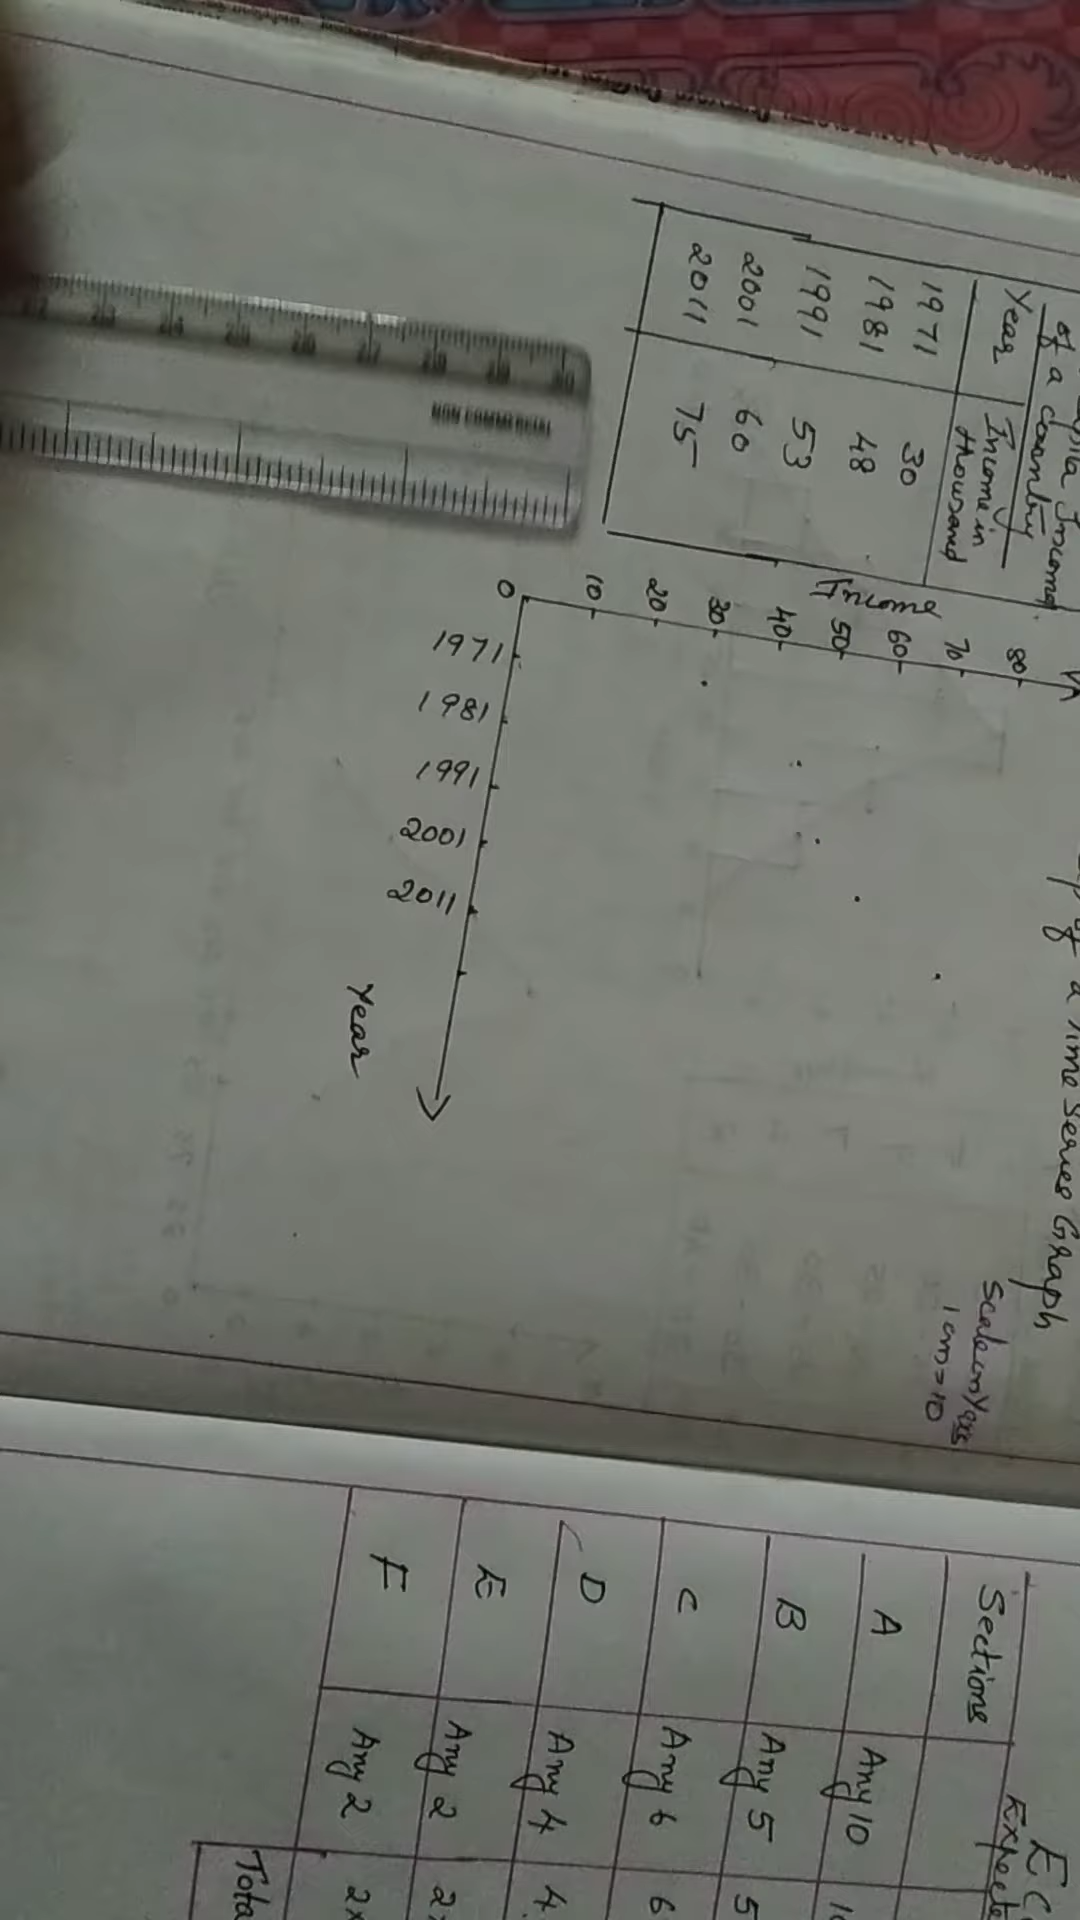 of a Time Series Graph
Scale on Y axis
1 cm = 10
Income
of a country
Year Income in
thousand
1971 30
1981 48
1991 53
2001 60
2011 75
Income
80
70
60
50
40
30
20
10
0
1971 1981 1991 2001 2011
Year
Sections
A Any 10
B Any 5 5
C Any 6 6
D Any 4 4
E Any 2
F Any 2